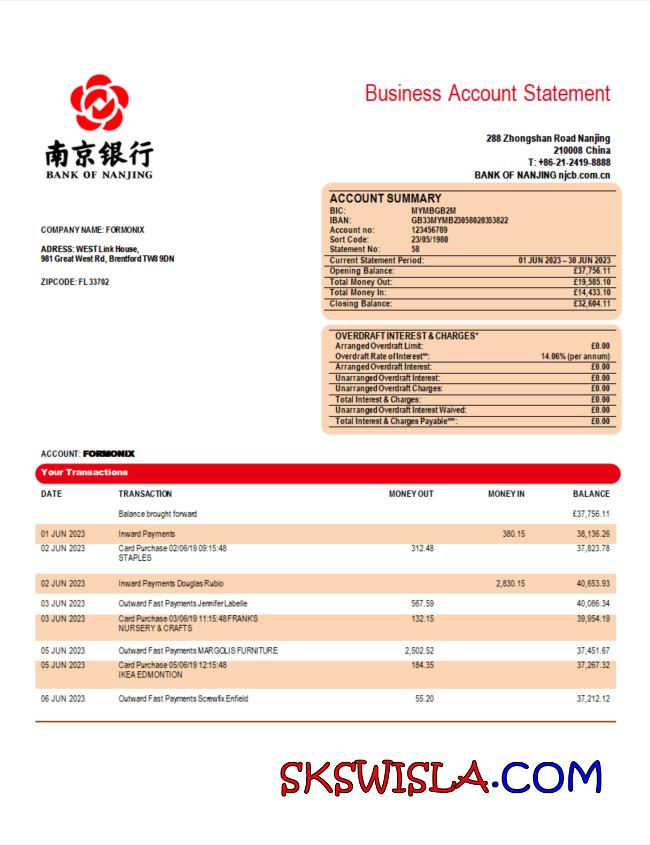 Business Account Statement
南京银行
BANK OF NANJING
288 Zhongshan Road Nanjing
210008 China
T: +86-21-2419-8888
BANK OF NANJING njcb.com.cn
COMPANY NAME: FORMONIX
ADRESS: WEST Link House,
981 Great West Rd, Brentford TW8 9DN
ZIPCODE: FL 33702
ACCOUNT SUMMARY
BIC: MYMBGB2M
IBAN: GB33MYMB23058020353822
Account no: 123456789
Sort Code: 23/05/1980
Statement No: 58
Current Statement Period: 01 JUN 2023 – 30 JUN 2023
Opening Balance: £37,756.11
Total Money Out: £19,585.10
Total Money In: £14,433.10
Closing Balance: £32,604.11
OVERDRAFT INTEREST & CHARGES*
Arranged Overdraft Limit: £0.00
Overdraft Rate of Interest**: 14.06% (per annum)
Arranged Overdraft Interest: £0.00
Unarranged Overdraft Interest: £0.00
Unarranged Overdraft Charges: £0.00
Total Interest & Charges: £0.00
Unarranged Overdraft Interest Waived: £0.00
Total Interest & Charges Payable***: £0.00
ACCOUNT: FORMONIX
Your Transactions
DATE TRANSACTION MONEY OUT MONEY IN BALANCE
Balance brought forward £37,756.11
01 JUN 2023 Inward Payments 380.15 38,136.26
02 JUN 2023 Card Purchase 02/06/19 09:15:48 312.48 37,823.78
STAPLES
02 JUN 2023 Inward Payments Douglas Rubio 2,830.15 40,653.93
03 JUN 2023 Outward Fast Payments Jennifer Labelle 567.59 40,086.34
03 JUN 2023 Card Purchase 03/06/19 11:15:48 FRANKS 132.15 39,954.19
NURSERY & CRAFTS
05 JUN 2023 Outward Fast Payments MARGOLIS FURNITURE 2,502.52 37,451.67
05 JUN 2023 Card Purchase 05/06/19 12:15:48 184.35 37,267.32
IKEA EDMONTION
06 JUN 2023 Outward Fast Payments Screwfix Enfield 55.20 37,212.12
SKSWISLA.COM